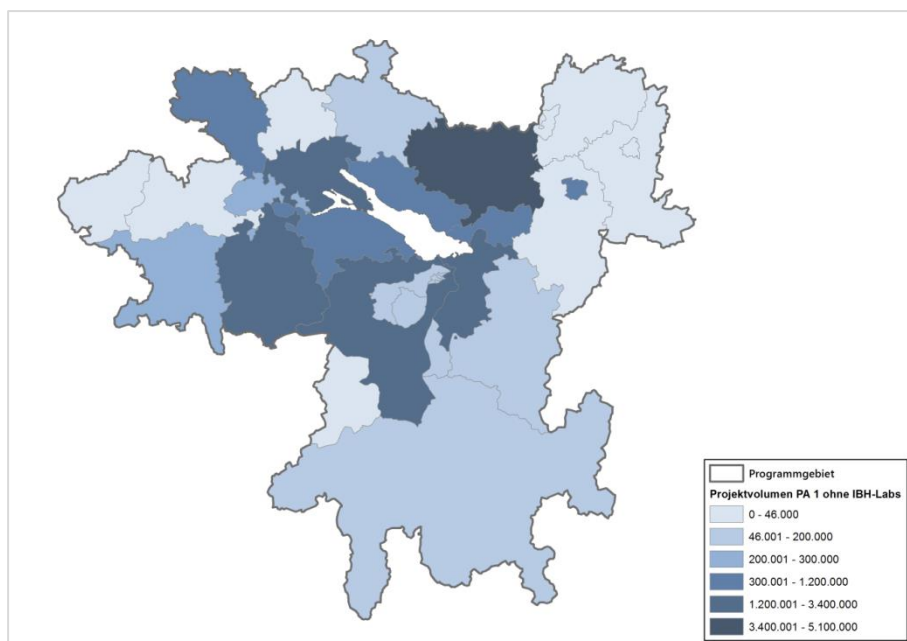 Programmgebiet
Projektvolumen PA 1 ohne IBH-Labs
0 - 46.000
46.001 - 200.000
200.001 - 300.000
300.001 - 1.200.000
1.200.001 - 3.400.000
3.400.001 - 5.100.000